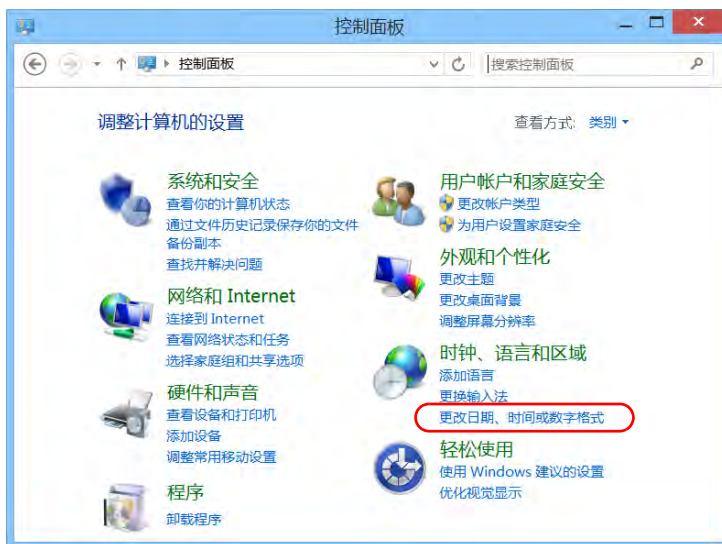 控制面板
控制面板
搜索控制面板
调整计算机的设置
查看方式: 类别
系统和安全
查看你的计算机状态
通过文件历史记录保存你的文件
备份副本
查找并解决问题
网络和 Internet
连接到 Internet
查看网络状态和任务
选择家庭组和共享选项
硬件和声音
查看设备和打印机
添加设备
调整常用移动设置
程序
卸载程序
用户帐户和家庭安全
更改帐户类型
为用户设置家庭安全
外观和个性化
更改主题
更改桌面背景
调整屏幕分辨率
时钟、语言和区域
添加语言
更换输入法
更改日期、时间或数字格式
轻松使用
使用 Windows 建议的设置
优化视觉显示